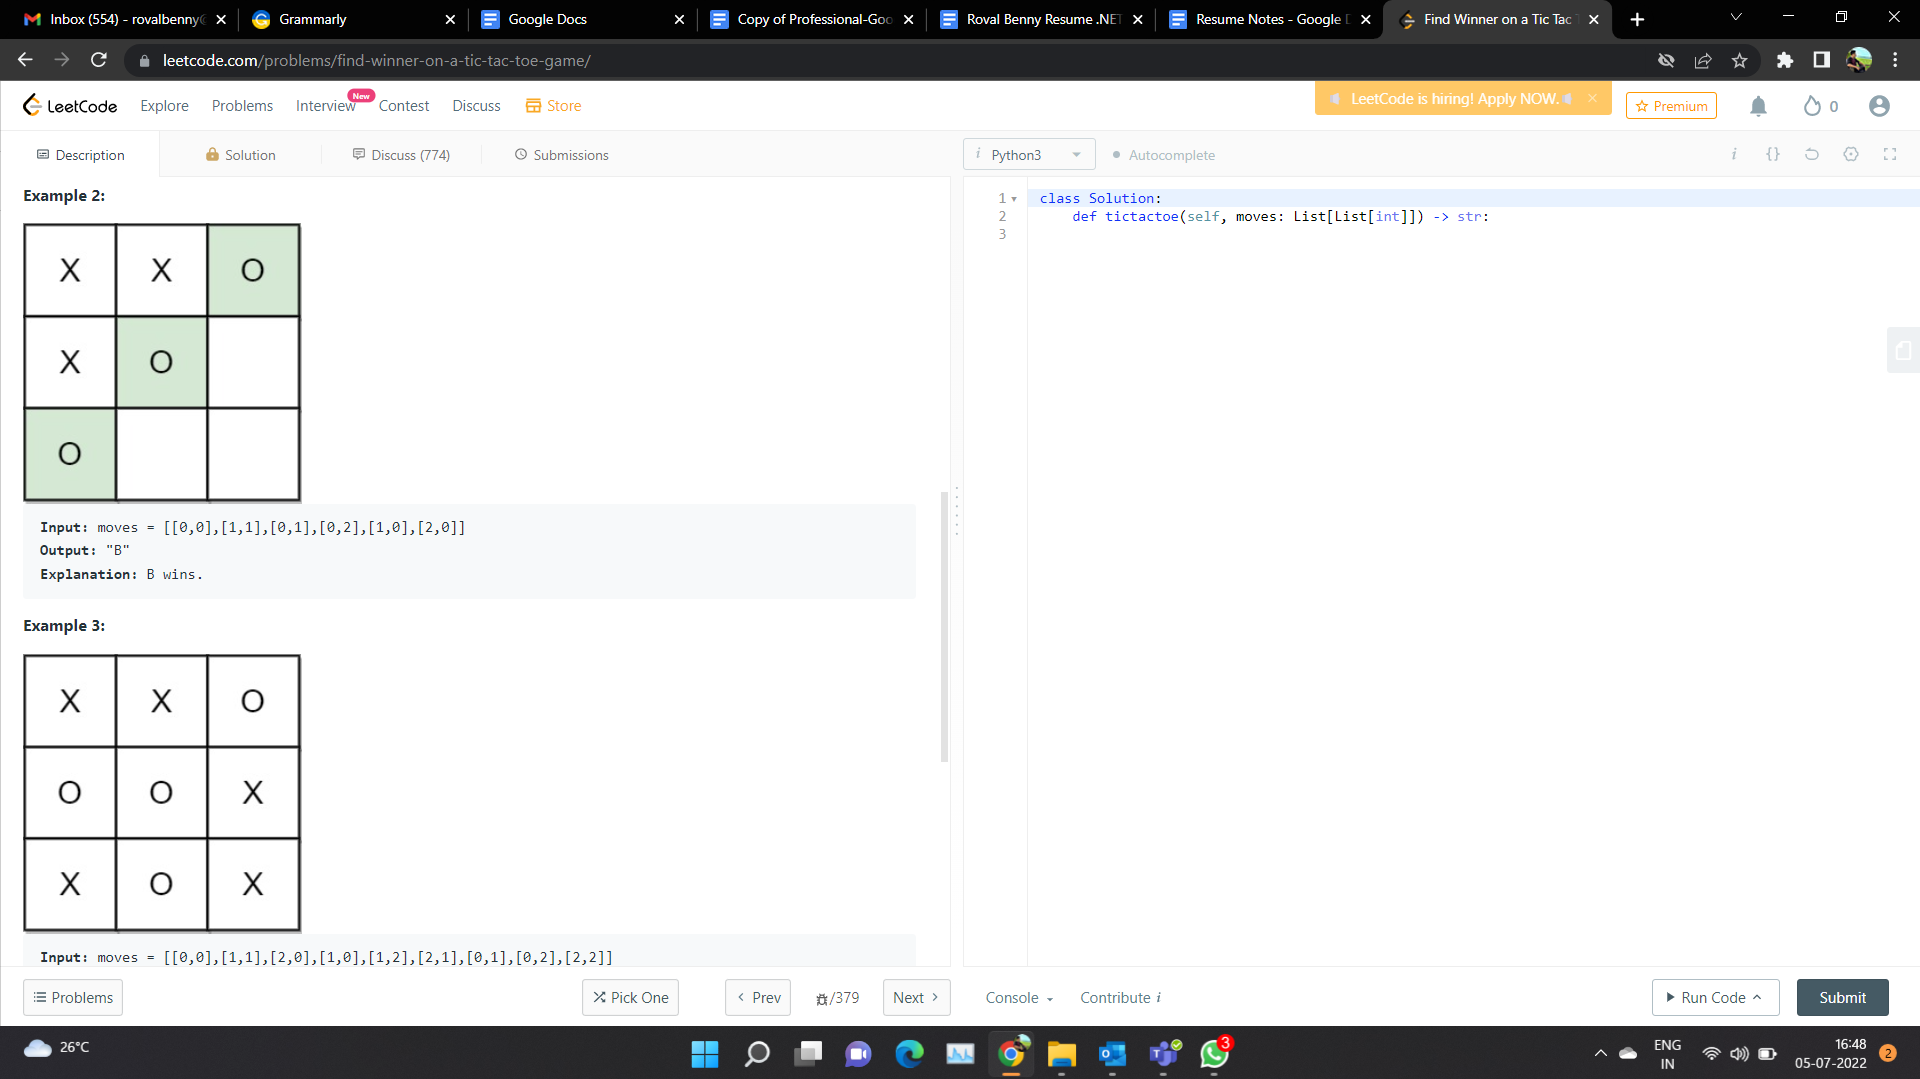 Inbox (554) - rovalbenny@
Grammarly
Google Docs
Copy of Professional-Goo
Roval Benny Resume .NET
Resume Notes - Google D
Find Winner on a Tic Tac T
leetcode.com/problems/find-winner-on-a-tic-tac-toe-game/
LeetCode
Explore
Problems
Interview
New
Contest
Discuss
Store
LeetCode is hiring! Apply NOW.
Premium
0
Description
Solution
Discuss (774)
Submissions
i Python3
Autocomplete
i {}
Example 2:
X X O
X O
O
Input: moves = [[0,0],[1,1],[0,1],[0,2],[1,0],[2,0]]
Output: "B"
Explanation: B wins.
Example 3:
X X O
O O X
X O X
Input: moves = [[0,0],[1,1],[2,0],[1,0],[1,2],[2,1],[0,1],[0,2],[2,2]]
1 class Solution:
2 def tictactoe(self, moves: List[List[int]]) -> str:
3
Problems
Pick One
Prev
/379
Next
Console
Contribute i
Run Code
Submit
26°C
3
ENG
IN
16:48
05-07-2022
2